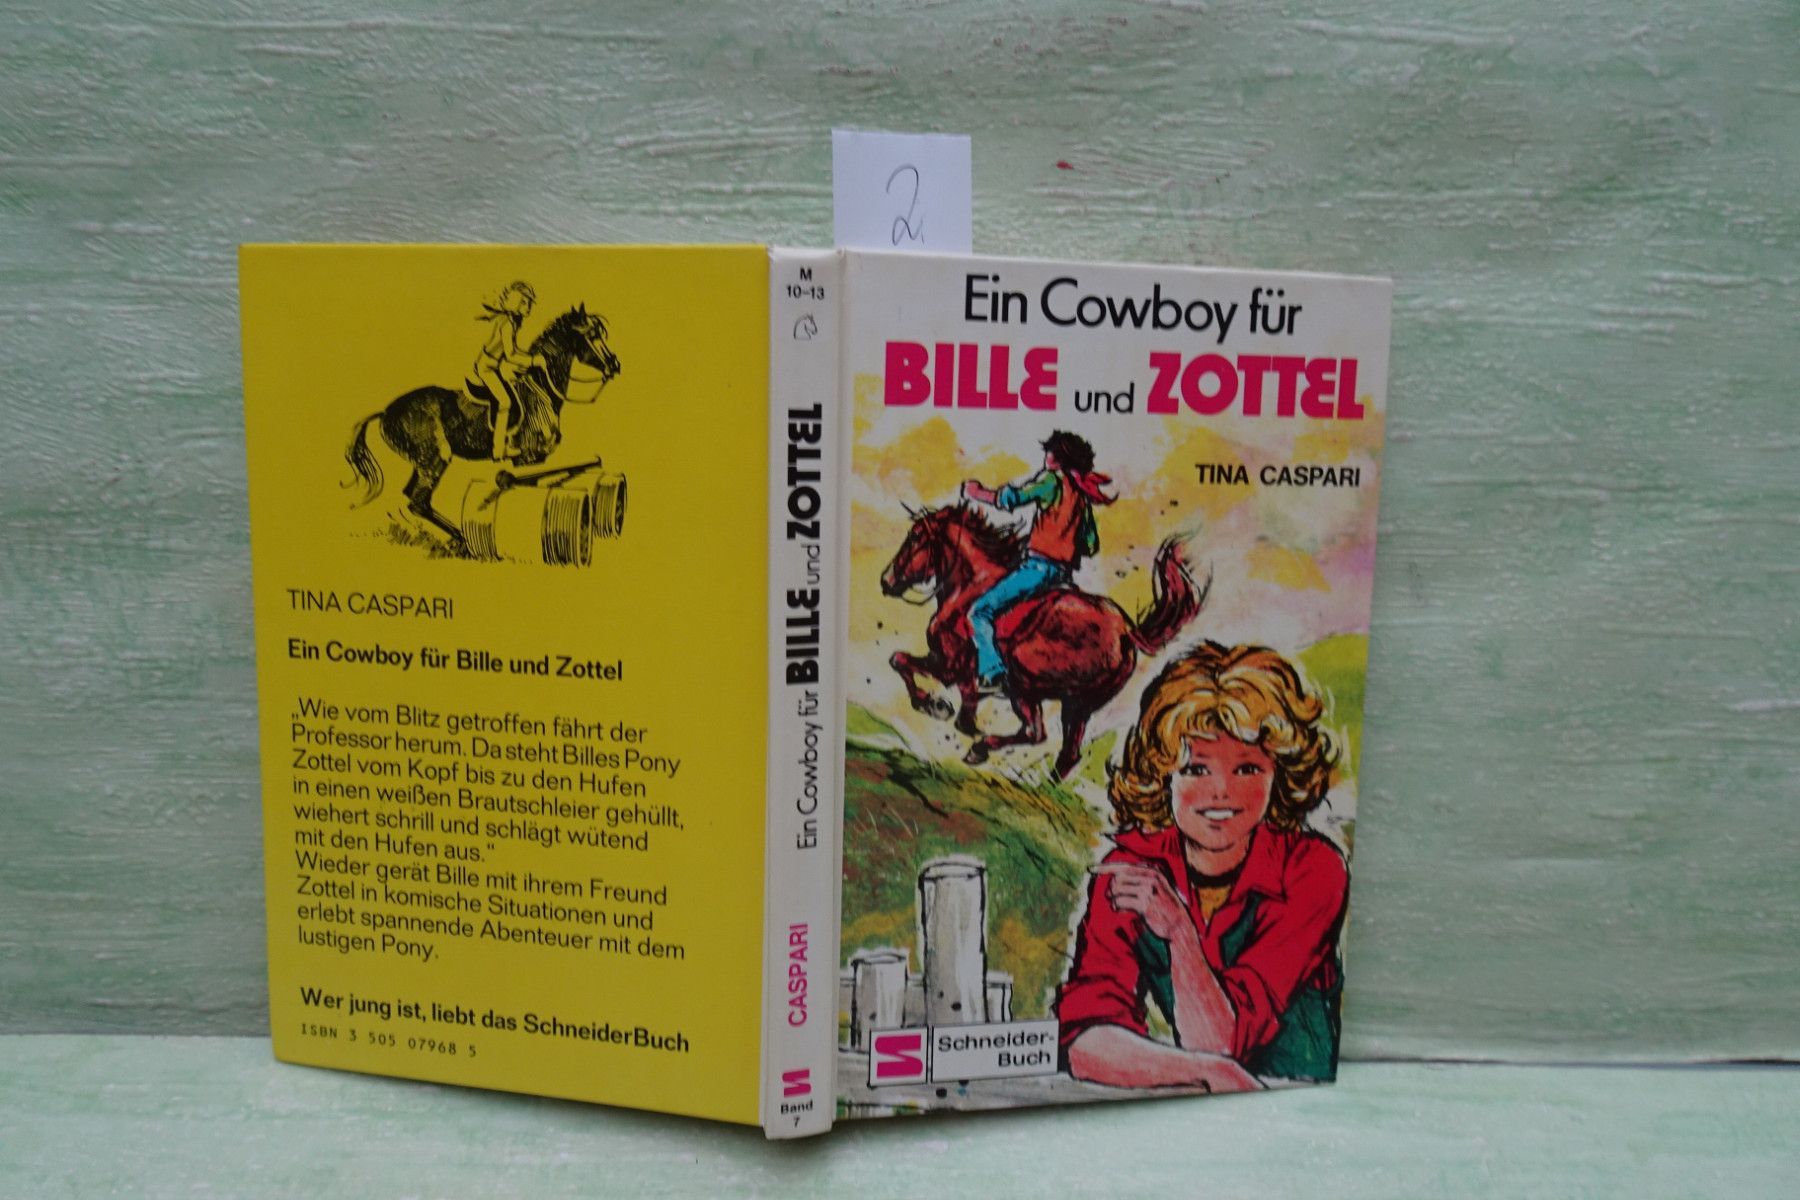 2.
TINA CASPARI
Ein Cowboy für Bille und Zottel
„Wie vom Blitz getroffen fährt der
Professor herum. Da steht Billes Pony
Zottel vom Kopf bis zu den Hufen
in einen weißen Brautschleier gehüllt,
wiehert schrill und schlägt wütend
mit den Hufen aus.“
Wieder gerät Bille mit ihrem Freund
Zottel in komische Situationen und
erlebt spannende Abenteuer mit dem
lustigen Pony.
Wer jung ist, liebt das SchneiderBuch
ISBN 3 505 07968 5
M
10–13
Ein Cowboy für BILLE und ZOTTEL
CASPARI
Band
7
Ein Cowboy für
BILLE und ZOTTEL
TINA CASPARI
Schneider-
Buch